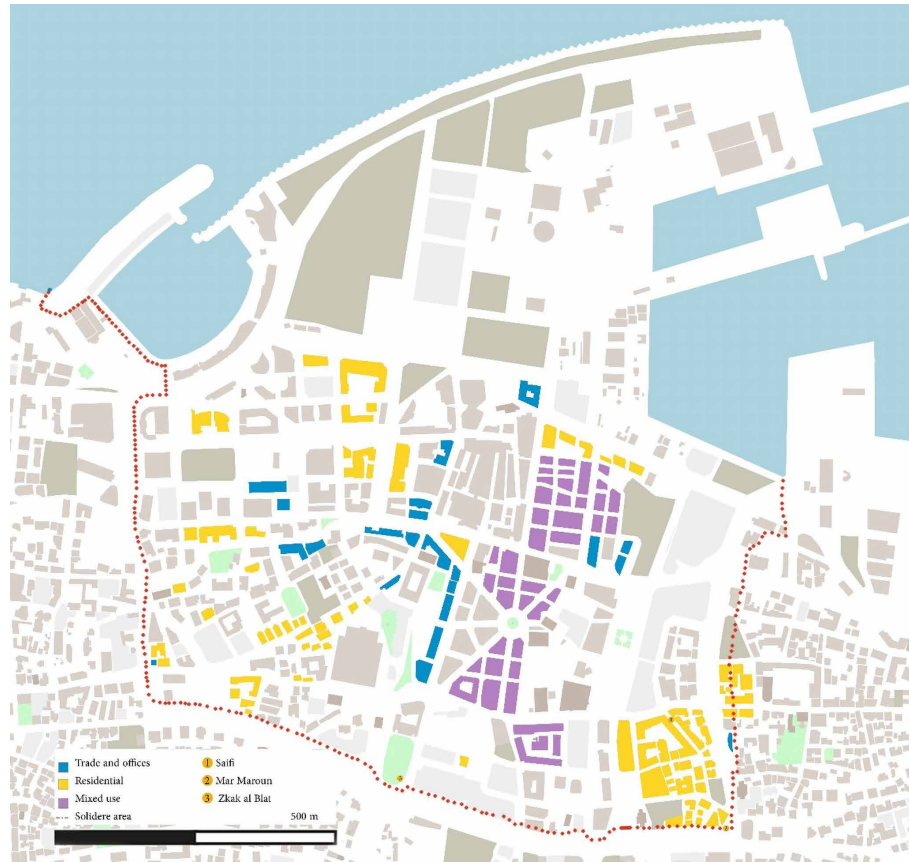 Trade and offices
Residential
Mixed use
Solidere area
1 Saifi
2 Mar Maroun
3 Zkak al Blat
500 m